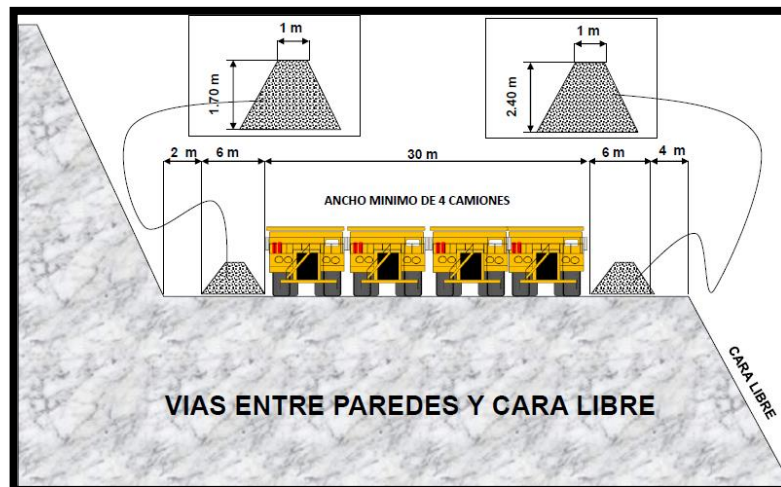 1 m
1.70 m
1 m
2.40 m
2 m
6 m
30 m
6 m
4 m
ANCHO MINIMO DE 4 CAMIONES
CARA LIBRE
VIAS ENTRE PAREDES Y CARA LIBRE